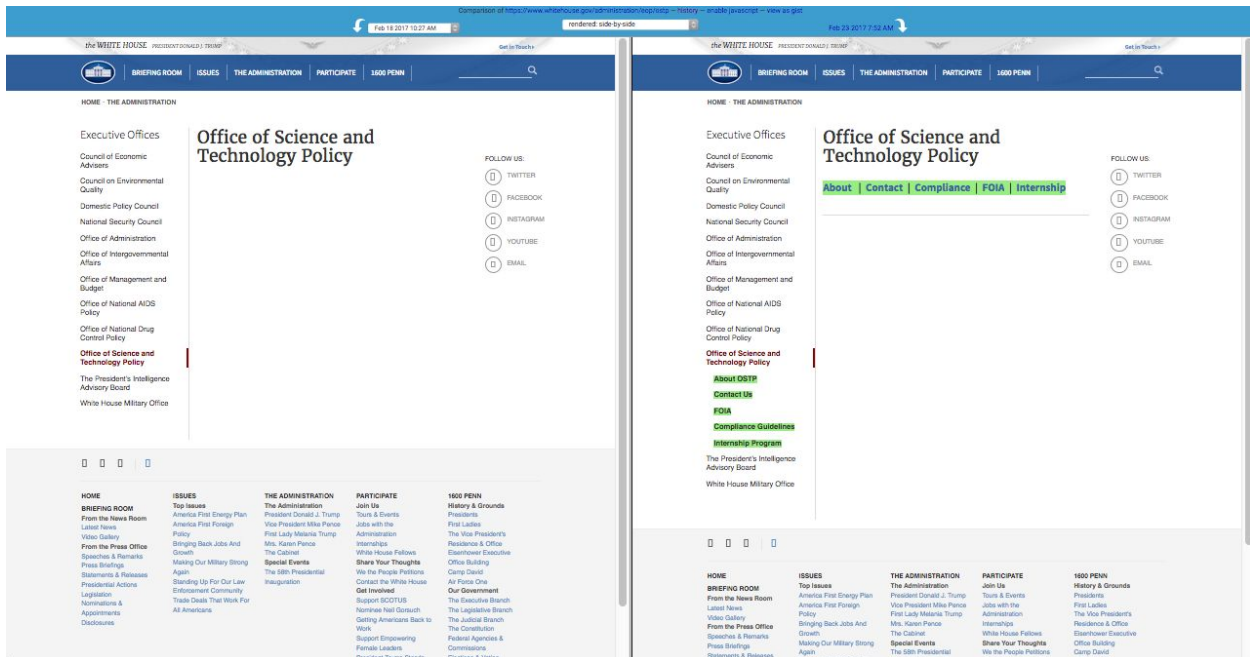 Comparison of https://www.whitehouse.gov/administration/eop/ostp — history — enable javascript — view as gist
Feb 18 2017 10:27 AM
rendered: side-by-side
Feb 23 2017 7:52 AM
the WHITE HOUSE PRESIDENT DONALD J. TRUMP
Get in Touch
BRIEFING ROOM ISSUES THE ADMINISTRATION PARTICIPATE 1600 PENN
HOME · THE ADMINISTRATION
Executive Offices
Council of Economic
Advisers
Council on Environmental
Quality
Domestic Policy Council
National Security Council
Office of Administration
Office of Intergovernmental
Affairs
Office of Management and
Budget
Office of National AIDS
Policy
Office of National Drug
Control Policy
Office of Science and
Technology Policy
The President's Intelligence
Advisory Board
White House Military Office
Office of Science and
Technology Policy
FOLLOW US:
TWITTER
FACEBOOK
INSTAGRAM
YOUTUBE
EMAIL
HOME
BRIEFING ROOM
From the News Room
Latest News
Video Gallery
From the Press Office
Speeches & Remarks
Press Briefings
Statements & Releases
Presidential Actions
Legislation
Nominations &
Appointments
Disclosures
ISSUES
Top Issues
America First Energy Plan
America First Foreign
Policy
Bringing Back Jobs And
Growth
Making Our Military Strong
Again
Standing Up For Our Law
Enforcement Community
Trade Deals That Work For
All Americans
THE ADMINISTRATION
The Administration
President Donald J. Trump
Vice President Mike Pence
First Lady Melania Trump
Mrs. Karen Pence
The Cabinet
Special Events
The 58th Presidential
Inauguration
PARTICIPATE
Join Us
Tours & Events
Jobs with the
Administration
Internships
White House Fellows
Share Your Thoughts
We the People Petitions
Contact the White House
Get Involved
Support SCOTUS
Nominee Neil Gorsuch
Getting Americans Back to
Work
Support Empowering
Female Leaders
1600 PENN
History & Grounds
Presidents
First Ladies
The Vice President's
Residence & Office
Eisenhower Executive
Office Building
Camp David
Air Force One
Our Government
The Executive Branch
The Legislative Branch
The Judicial Branch
The Constitution
Federal Agencies &
Commissions
the WHITE HOUSE PRESIDENT DONALD J. TRUMP
Get in Touch
BRIEFING ROOM ISSUES THE ADMINISTRATION PARTICIPATE 1600 PENN
HOME · THE ADMINISTRATION
Executive Offices
Council of Economic
Advisers
Council on Environmental
Quality
Domestic Policy Council
National Security Council
Office of Administration
Office of Intergovernmental
Affairs
Office of Management and
Budget
Office of National AIDS
Policy
Office of National Drug
Control Policy
Office of Science and
Technology Policy
About OSTP
Contact Us
FOIA
Compliance Guidelines
Internship Program
The President's Intelligence
Advisory Board
White House Military Office
Office of Science and
Technology Policy
About | Contact | Compliance | FOIA | Internship
FOLLOW US:
TWITTER
FACEBOOK
INSTAGRAM
YOUTUBE
EMAIL
HOME
BRIEFING ROOM
From the News Room
Latest News
Video Gallery
From the Press Office
Speeches & Remarks
Press Briefings
Statements & Releases
ISSUES
Top Issues
America First Energy Plan
America First Foreign
Policy
Bringing Back Jobs And
Growth
Making Our Military Strong
Again
THE ADMINISTRATION
The Administration
President Donald J. Trump
Vice President Mike Pence
First Lady Melania Trump
Mrs. Karen Pence
The Cabinet
Special Events
The 58th Presidential
PARTICIPATE
Join Us
Tours & Events
Jobs with the
Administration
Internships
White House Fellows
Share Your Thoughts
We the People Petitions
1600 PENN
History & Grounds
Presidents
First Ladies
The Vice President's
Residence & Office
Eisenhower Executive
Office Building
Camp David